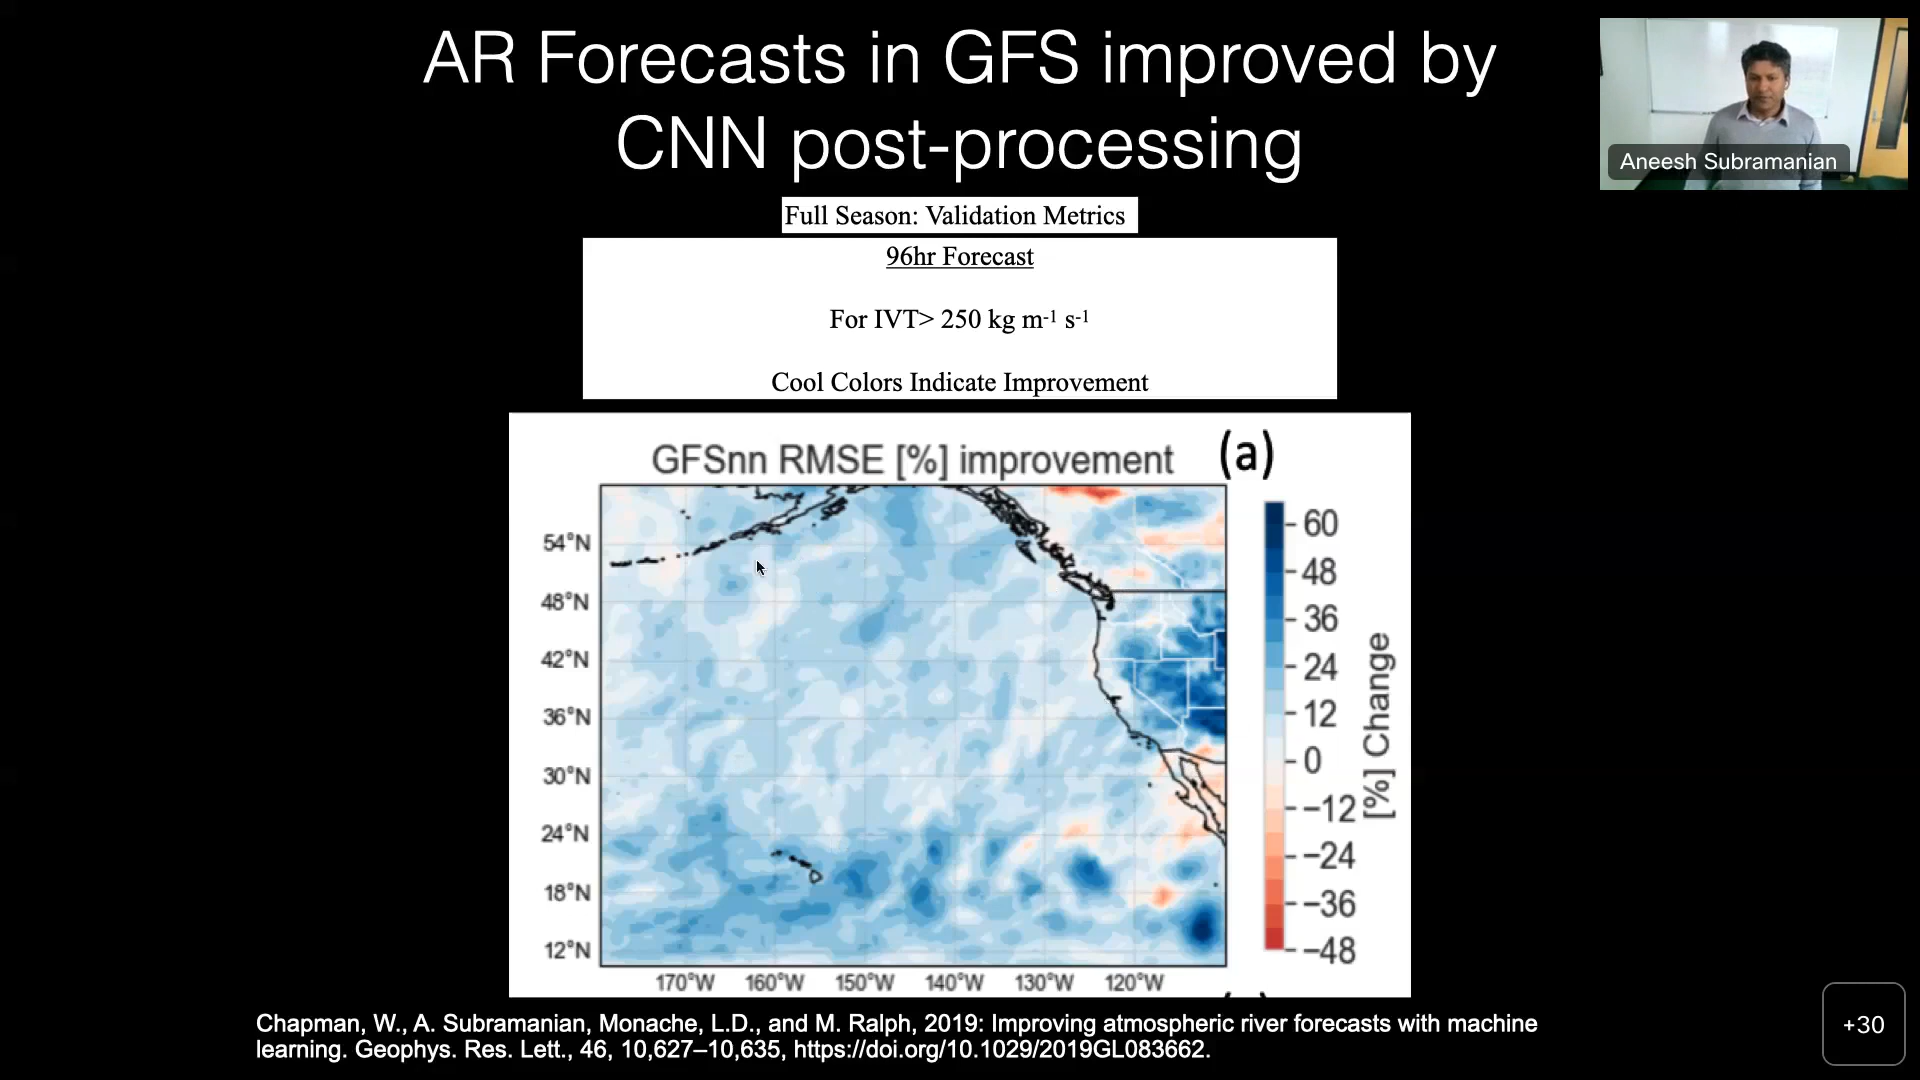 AR Forecasts in GFS improved by
CNN post-processing
Aneesh Subramanian
Full Season: Validation Metrics
96hr Forecast
For IVT> 250 kg m-1 s-1
Cool Colors Indicate Improvement
GFSnn RMSE [%] improvement (a)
54°N
48°N
42°N
36°N
30°N
24°N
18°N
12°N
170°W 160°W 150°W 140°W 130°W 120°W
60
48
36
24
12
0
−12
−24
−36
−48
[%] Change
Chapman, W., A. Subramanian, Monache, L.D., and M. Ralph, 2019: Improving atmospheric river forecasts with machine
learning. Geophys. Res. Lett., 46, 10,627–10,635, https://doi.org/10.1029/2019GL083662.
+30